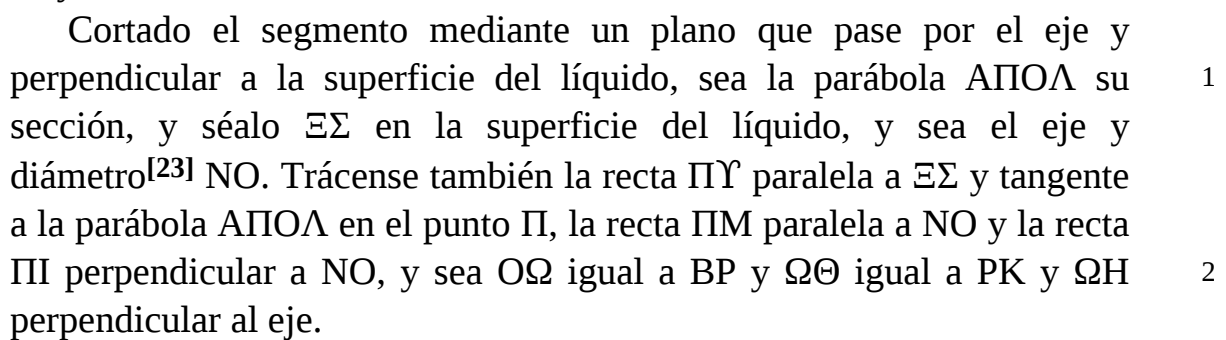 Cortado el segmento mediante un plano que pase por el eje y
perpendicular a la superficie del líquido, sea la parábola ΑΠΟΛ su 1
sección, y séalo ΞΣ en la superficie del líquido, y sea el eje y
diámetro[23] ΝΟ. Trácense también la recta Πϒ paralela a ΞΣ y tangente
a la parábola ΑΠΟΛ en el punto Π, la recta ΠΜ paralela a ΝΟ y la recta
ΠΙ perpendicular a ΝΟ, y sea ΟΩ igual a ΒΡ y ΩΘ igual a ΡΚ y ΩΗ 2
perpendicular al eje.